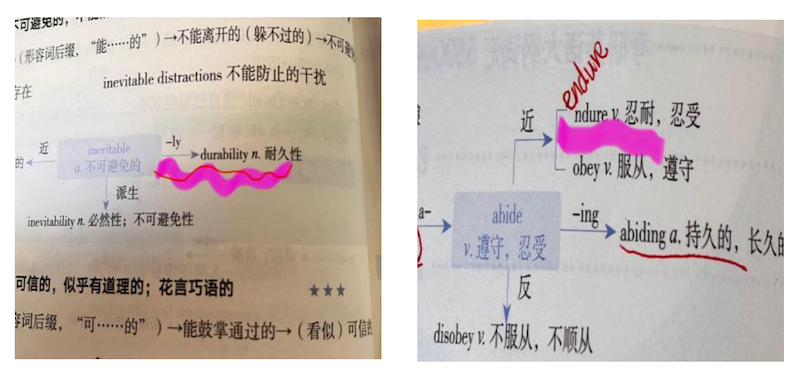 不可避免的，不能
（形容词后缀，“能……的”）→不能离开的（躲不过的）→不可避免
存在
inevitable distractions 不能防止的干扰
近
inevitable
a. 不可避免的
的
-ly
durability n. 耐久性
派生
inevitability n. 必然性；不可避免性
可信的，似乎有道理的；花言巧语的 ★★★
容词后缀，“可……的”）→能鼓掌通过的→（看似）可信的
endure
近
ndure v. 忍耐，忍受
obey v. 服从，遵守
a-
abide
v. 遵守，忍受
-ing
abiding a. 持久的，长久的
反
disobey v. 不服从，不顺从